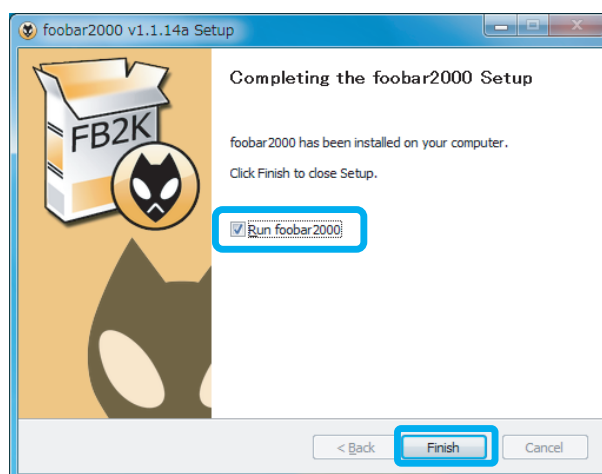 foobar2000 v1.1.14a Setup
Completing the foobar2000 Setup
FB2K
foobar2000 has been installed on your computer.
Click Finish to close Setup.
Run foobar2000
< Back
Finish
Cancel